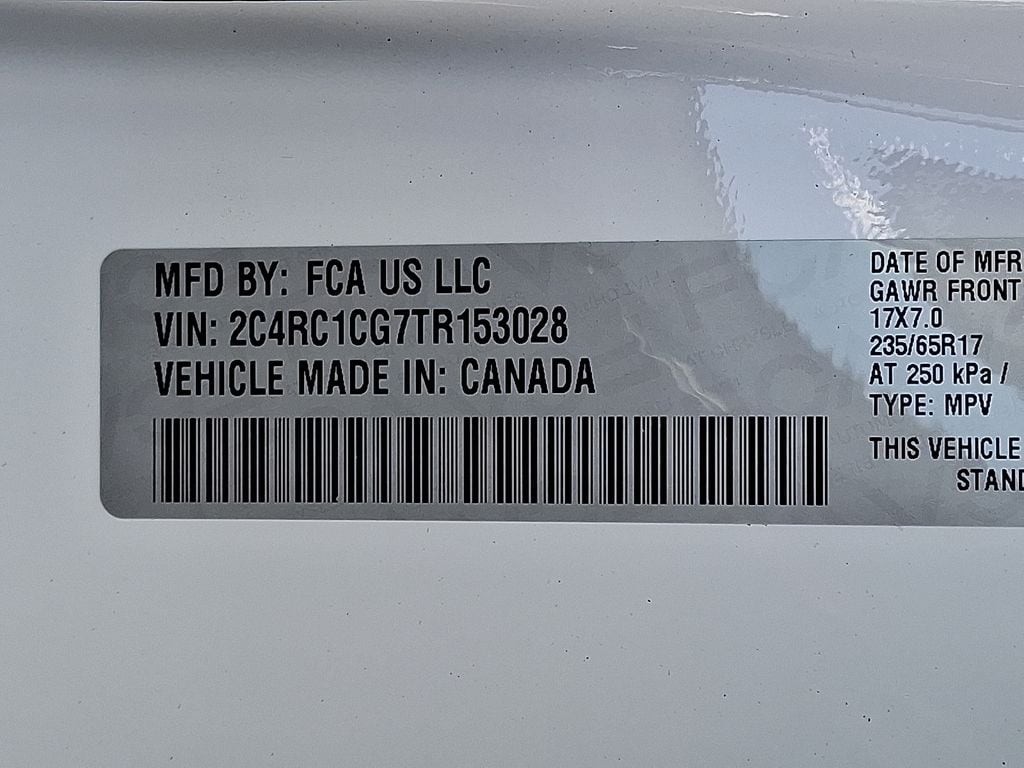 MFD BY: FCA US LLC
VIN: 2C4RC1CG7TR153028
VEHICLE MADE IN: CANADA
DATE OF MFR
GAWR FRONT
17X7.0
235/65R17
AT 250 kPa /
TYPE: MPV
THIS VEHICLE
STAND